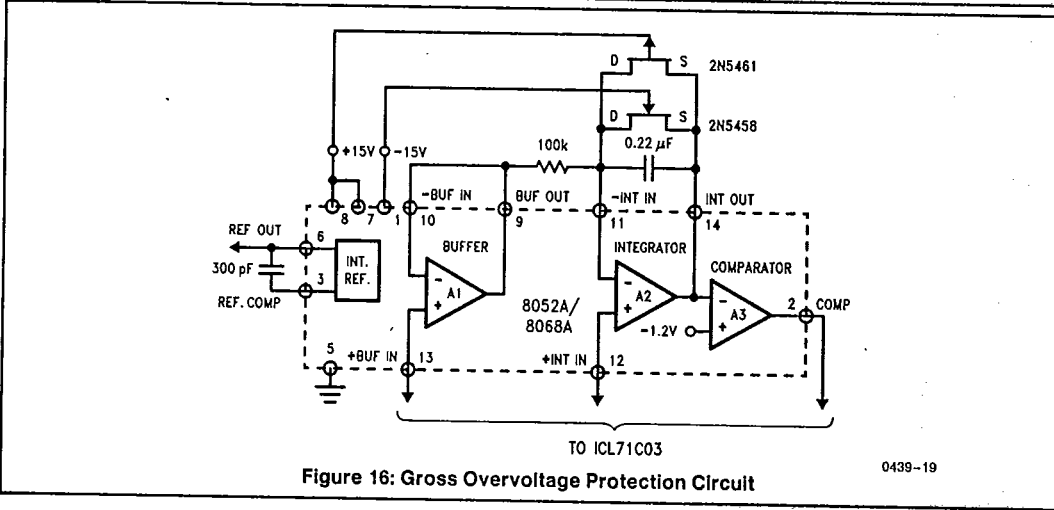 D S 2N5461
D S 2N5458
+15V -15V
100k 0.22 μF
-BUF IN BUF OUT -INT IN INT OUT
8 7 1 10 9 11 14
REF OUT 6
300 pF
INT. REF.
3
REF. COMP
BUFFER INTEGRATOR COMPARATOR
- A1 +
- A2 +
- A3 +
8052A/
8068A
-1.2V
2 COMP
5 +BUF IN 13 +INT IN 12
TO ICL71C03
0439-19
Figure 16: Gross Overvoltage Protection Circuit